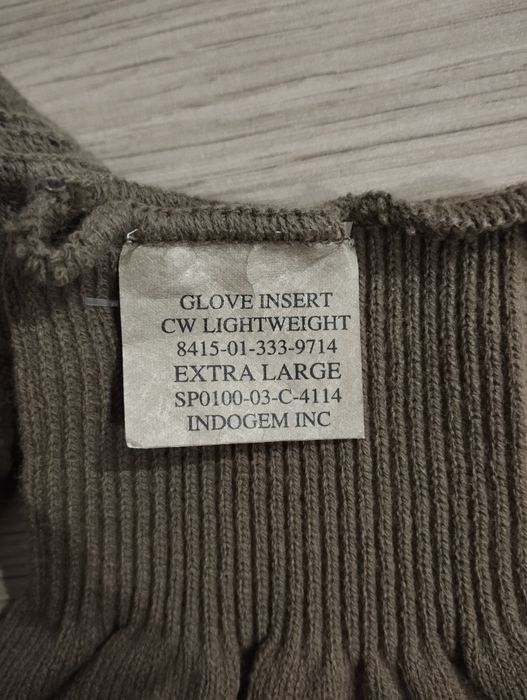 GLOVE INSERT
CW LIGHTWEIGHT
8415-01-333-9714
EXTRA LARGE
SP0100-03-C-4114
INDOGEM INC